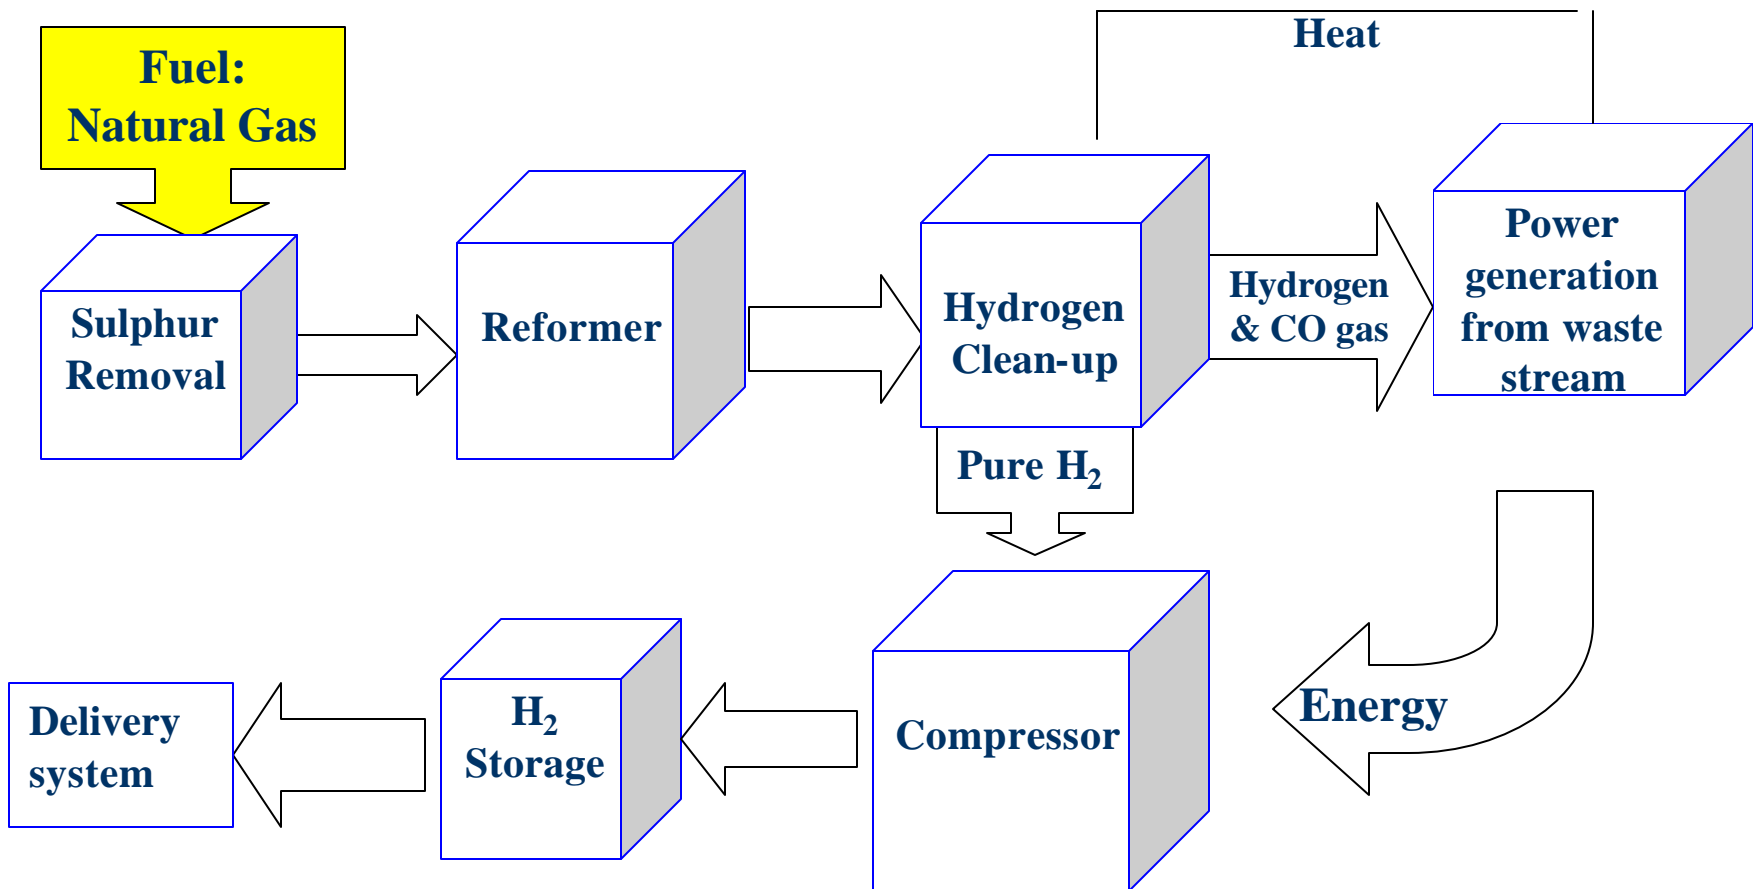 Fuel:
Natural Gas
Heat
Sulphur
Removal
Reformer
Hydrogen
Clean-up
Hydrogen
& CO gas
Power
generation
from waste
stream
Pure H₂
Energy
Compressor
H₂
Storage
Delivery
system